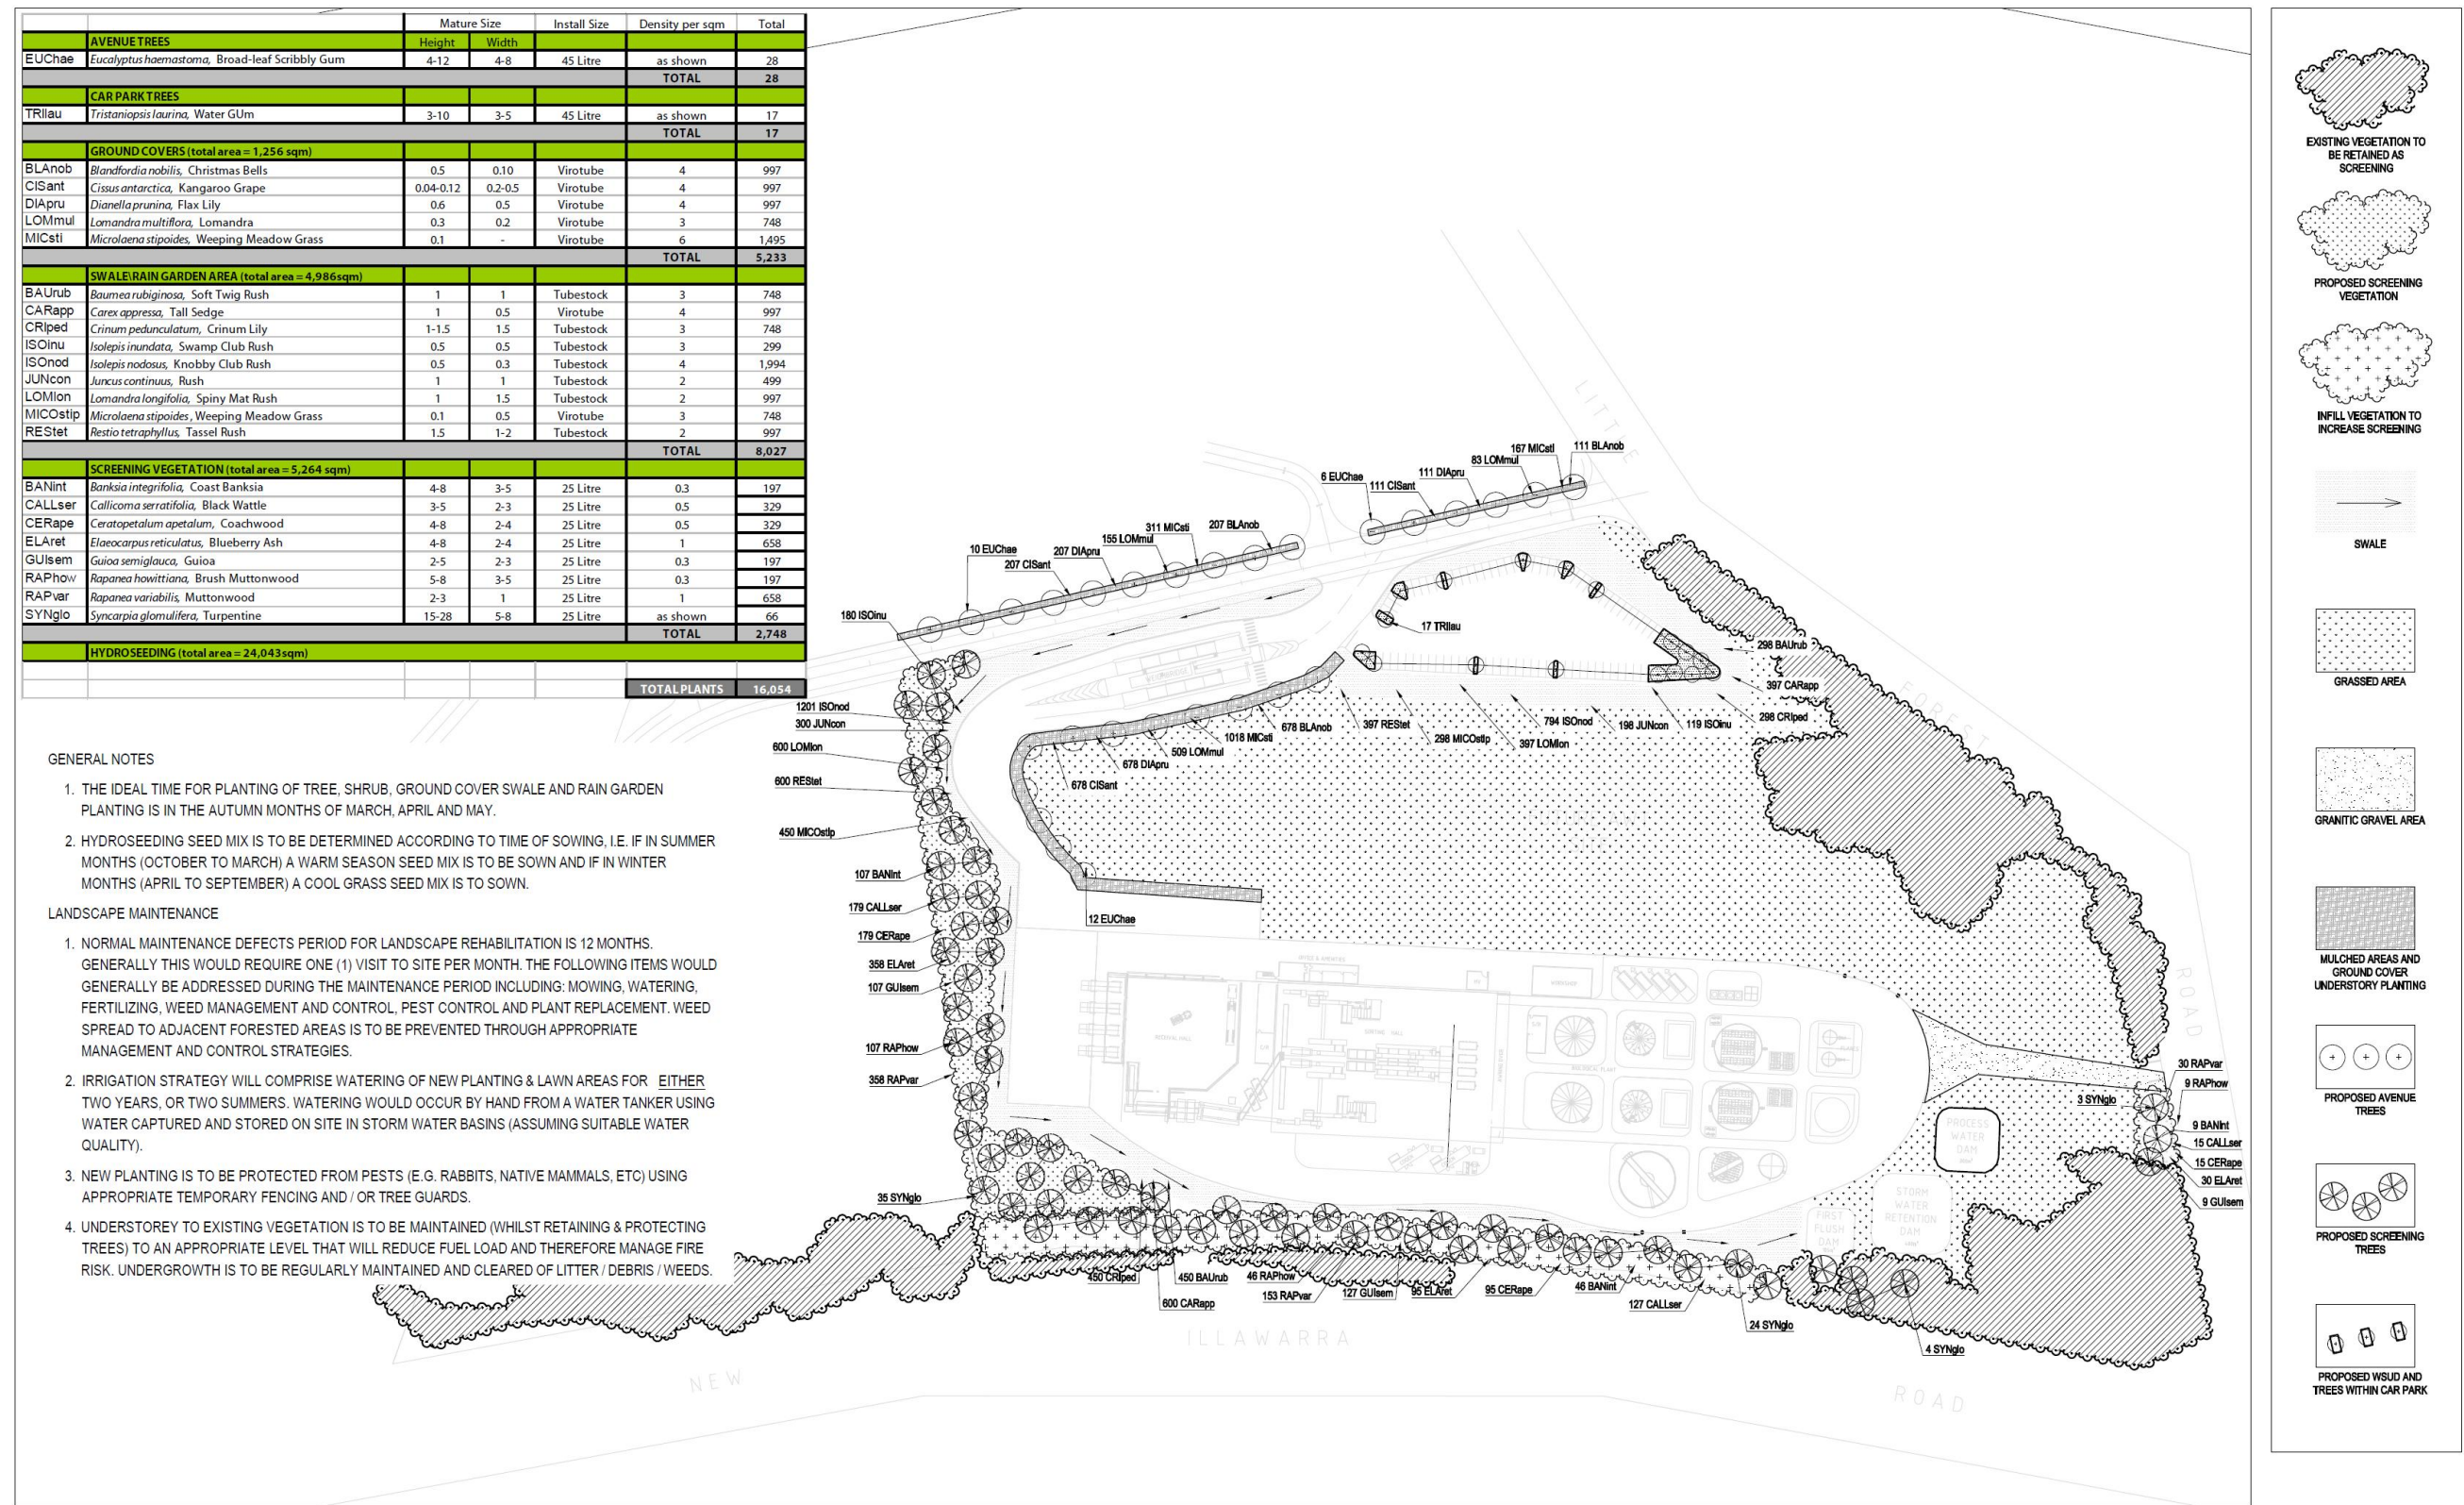 Mature Size Install Size Density per sqm Total
AVENUE TREES Height Width
EUChae Eucalyptus haemastoma, Broad-leaf Scribbly Gum 4-12 4-8 45 Litre as shown 28
TOTAL 28
CAR PARK TREES
TRIlau Tristaniopsis laurina, Water GUm 3-10 3-5 45 Litre as shown 17
TOTAL 17
GROUND COVERS (total area = 1,256 sqm)
BLAnob Blandfordia nobilis, Christmas Bells 0.5 0.10 Virotube 4 997
CISant Cissus antarctica, Kangaroo Grape 0.04-0.12 0.2-0.5 Virotube 4 997
DIApru Dianella prunina, Flax Lily 0.6 0.5 Virotube 4 997
LOMmul Lomandra multiflora, Lomandra 0.3 0.2 Virotube 3 748
MICsti Microlaena stipoides, Weeping Meadow Grass 0.1 - Virotube 6 1,495
TOTAL 5,233
SWALE\RAIN GARDEN AREA (total area = 4,986sqm)
BAUrub Baumea rubiginosa, Soft Twig Rush 1 1 Tubestock 3 748
CARapp Carex appressa, Tall Sedge 1 0.5 Virotube 4 997
CRIped Crinum pedunculatum, Crinum Lily 1-1.5 1.5 Tubestock 3 748
ISOinu Isolepis inundata, Swamp Club Rush 0.5 0.5 Tubestock 3 299
ISOnod Isolepis nodosus, Knobby Club Rush 0.5 0.3 Tubestock 4 1,994
JUNcon Juncus continuus, Rush 1 1 Tubestock 2 499
LOMlon Lomandra longifolia, Spiny Mat Rush 1 1.5 Tubestock 2 997
MICOstip Microlaena stipoides, Weeping Meadow Grass 0.1 0.5 Virotube 3 748
REStet Restio tetraphyllus, Tassel Rush 1.5 1-2 Tubestock 2 997
TOTAL 8,027
SCREENING VEGETATION (total area = 5,264 sqm)
BANint Banksia integrifolia, Coast Banksia 4-8 3-5 25 Litre 0.3 197
CALLser Callicoma serratifolia, Black Wattle 3-5 2-3 25 Litre 0.5 329
CERape Ceratopetalum apetalum, Coachwood 4-8 2-4 25 Litre 0.5 329
ELAret Elaeocarpus reticulatus, Blueberry Ash 4-8 2-4 25 Litre 1 658
GUIsem Guioa semiglauca, Guioa 2-5 2-3 25 Litre 0.3 197
RAPhow Rapanea howittiana, Brush Muttonwood 5-8 3-5 25 Litre 0.3 197
RAPvar Rapanea variabilis, Muttonwood 2-3 1 25 Litre 1 658
SYNglo Syncarpia glomulifera, Turpentine 15-28 5-8 25 Litre as shown 66
TOTAL 2,748
HYDROSEEDING (total area = 24,043sqm)
TOTAL PLANTS 16,054
GENERAL NOTES
1. THE IDEAL TIME FOR PLANTING OF TREE, SHRUB, GROUND COVER SWALE AND RAIN GARDEN
PLANTING IS IN THE AUTUMN MONTHS OF MARCH, APRIL AND MAY.
2. HYDROSEEDING SEED MIX IS TO BE DETERMINED ACCORDING TO TIME OF SOWING, I.E. IF IN SUMMER
MONTHS (OCTOBER TO MARCH) A WARM SEASON SEED MIX IS TO BE SOWN AND IF IN WINTER
MONTHS (APRIL TO SEPTEMBER) A COOL GRASS SEED MIX IS TO SOWN.
LANDSCAPE MAINTENANCE
1. NORMAL MAINTENANCE DEFECTS PERIOD FOR LANDSCAPE REHABILITATION IS 12 MONTHS.
GENERALLY THIS WOULD REQUIRE ONE (1) VISIT TO SITE PER MONTH. THE FOLLOWING ITEMS WOULD
GENERALLY BE ADDRESSED DURING THE MAINTENANCE PERIOD INCLUDING: MOWING, WATERING,
FERTILIZING, WEED MANAGEMENT AND CONTROL, PEST CONTROL AND PLANT REPLACEMENT. WEED
SPREAD TO ADJACENT FORESTED AREAS IS TO BE PREVENTED THROUGH APPROPRIATE
MANAGEMENT AND CONTROL STRATEGIES.
2. IRRIGATION STRATEGY WILL COMPRISE WATERING OF NEW PLANTING & LAWN AREAS FOR EITHER
TWO YEARS, OR TWO SUMMERS. WATERING WOULD OCCUR BY HAND FROM A WATER TANKER USING
WATER CAPTURED AND STORED ON SITE IN STORM WATER BASINS (ASSUMING SUITABLE WATER
QUALITY).
3. NEW PLANTING IS TO BE PROTECTED FROM PESTS (E.G. RABBITS, NATIVE MAMMALS, ETC) USING
APPROPRIATE TEMPORARY FENCING AND / OR TREE GUARDS.
4. UNDERSTOREY TO EXISTING VEGETATION IS TO BE MAINTAINED (WHILST RETAINING & PROTECTING
TREES) TO AN APPROPRIATE LEVEL THAT WILL REDUCE FUEL LOAD AND THEREFORE MANAGE FIRE
RISK. UNDERGROWTH IS TO BE REGULARLY MAINTAINED AND CLEARED OF LITTER / DEBRIS / WEEDS.
LITTLE
FOREST
ROAD
6 EUChae
111 CISant
111 DIApru
83 LOMmul
167 MICsti
111 BLAnob
10 EUChae
207 CISant
207 DIApru
155 LOMmul
311 MICsti
207 BLAnob
180 ISOinu
17 TRIlau
298 BAUrub
397 CARapp
298 CRIped
119 ISOinu
198 JUNcon
794 ISOnod
397 LOMlon
298 MICOstip
397 REStet
678 BLAnob
1018 MICsti
509 LOMmul
678 DIApru
678 CISant
12 EUChae
1201 ISOnod
300 JUNcon
600 LOMlon
600 REStet
450 MICOstip
107 BANint
179 CALLser
179 CERape
358 ELAret
107 GUIsem
107 RAPhow
358 RAPvar
35 SYNglo
450 CRIped
600 CARapp
450 BAUrub
46 RAPhow
153 RAPvar
127 GUIsem
95 ELAret
95 CERape
46 BANint
127 CALLser
24 SYNglo
4 SYNglo
30 RAPvar
9 RAPhow
3 SYNglo
9 BANint
15 CALLser
15 CERape
30 ELAret
9 GUIsem
WORKSHOP
PROCESS
WATER
DAM
STORM
WATER
RETENTION
DAM
FIRST
FLUSH
DAM
NEW
ILLAWARRA
ROAD
EXISTING VEGETATION TO
BE RETAINED AS
SCREENING
PROPOSED SCREENING
VEGETATION
INFILL VEGETATION TO
INCREASE SCREENING
SWALE
GRASSED AREA
GRANITIC GRAVEL AREA
MULCHED AREAS AND
GROUND COVER
UNDERSTORY PLANTING
PROPOSED AVENUE
TREES
PROPOSED SCREENING
TREES
PROPOSED WSUD AND
TREES WITHIN CAR PARK